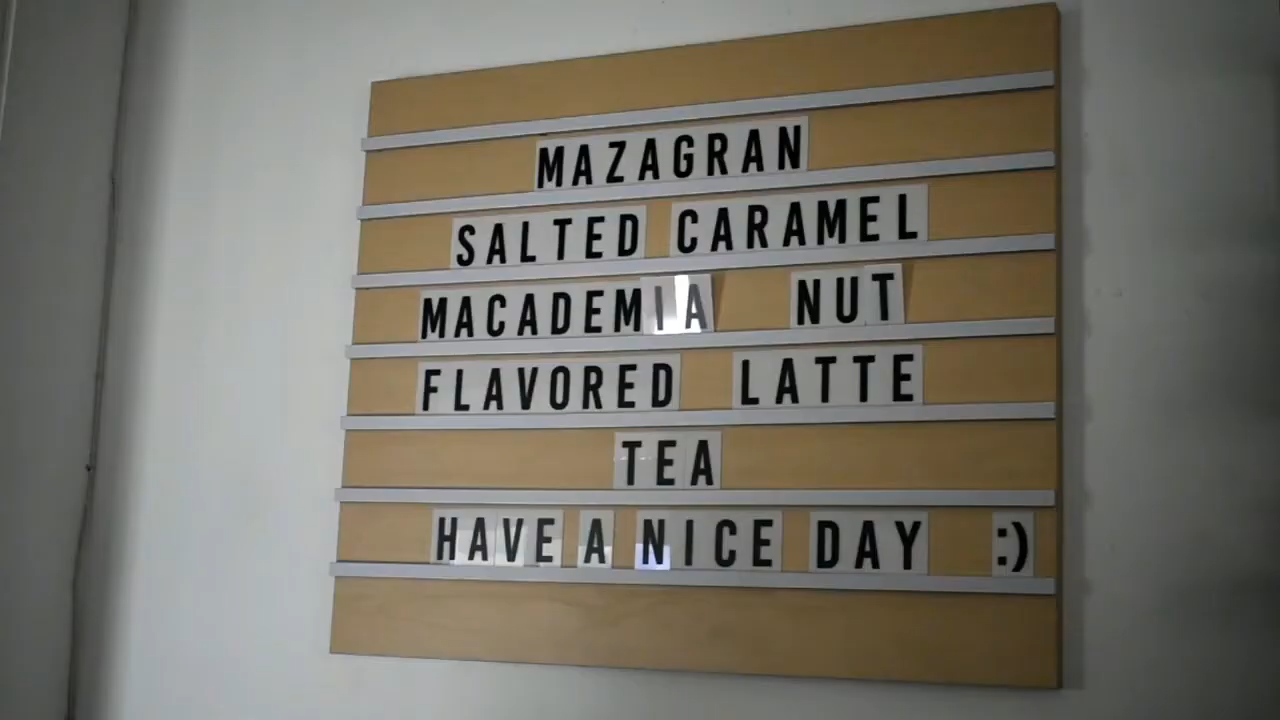 MAZAGRAN
SALTED CARAMEL
MACADEMIA NUT
FLAVORED LATTE
TEA
HAVE A NICE DAY :)